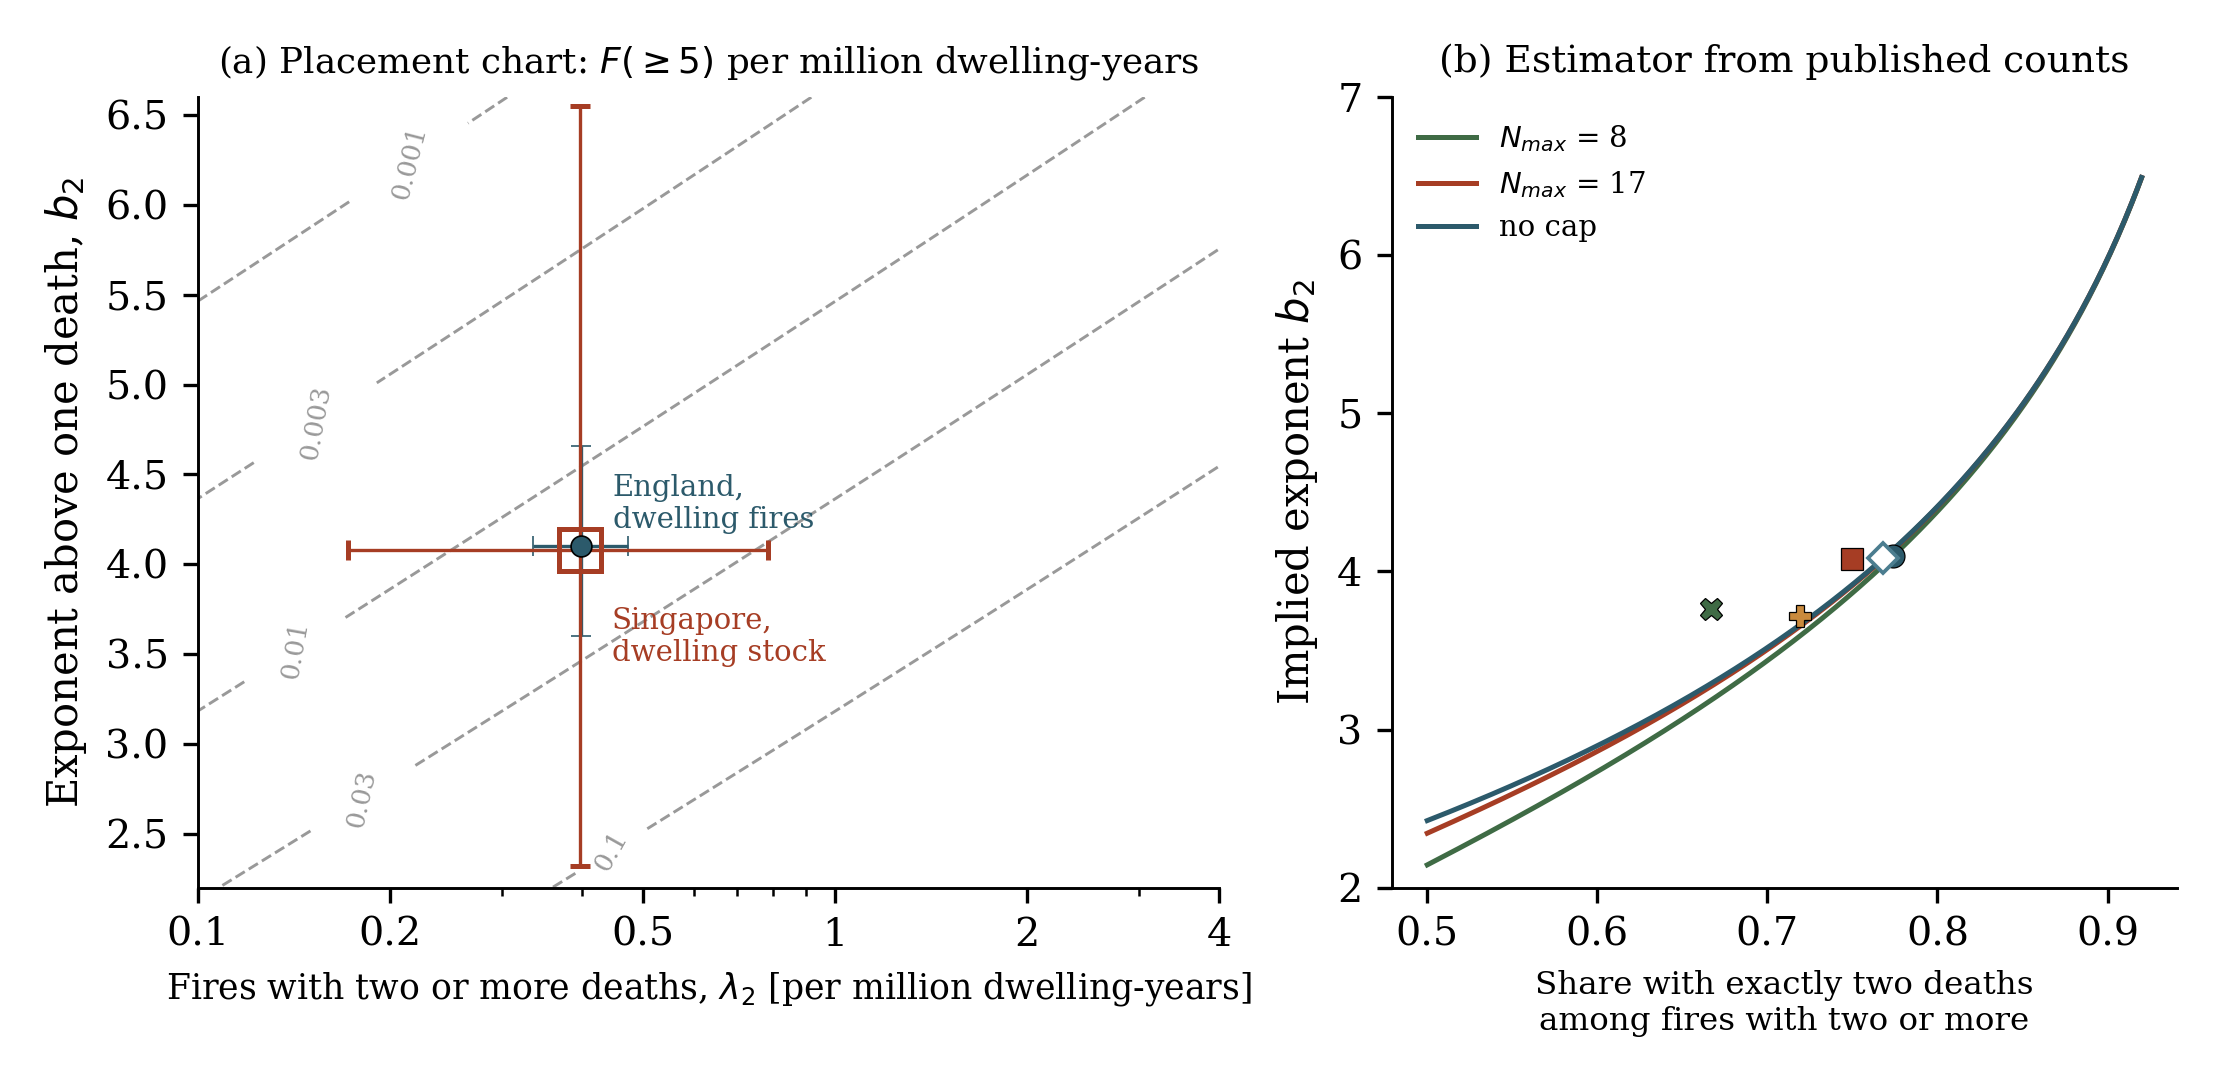 (a) Placement chart: F(≥5) per million dwelling-years
Exponent above one death, b₂
6.5
6.0
5.5
5.0
4.5
4.0
3.5
3.0
2.5
0.001
0.003
0.01
0.03
0.1
England,
dwelling fires
Singapore,
dwelling stock
0.1
0.2
0.5
1
2
4
Fires with two or more deaths, λ₂ [per million dwelling-years]
(b) Estimator from published counts
Implied exponent b₂
7
6
5
4
3
2
N_max = 8
N_max = 17
no cap
0.5
0.6
0.7
0.8
0.9
Share with exactly two deaths
among fires with two or more